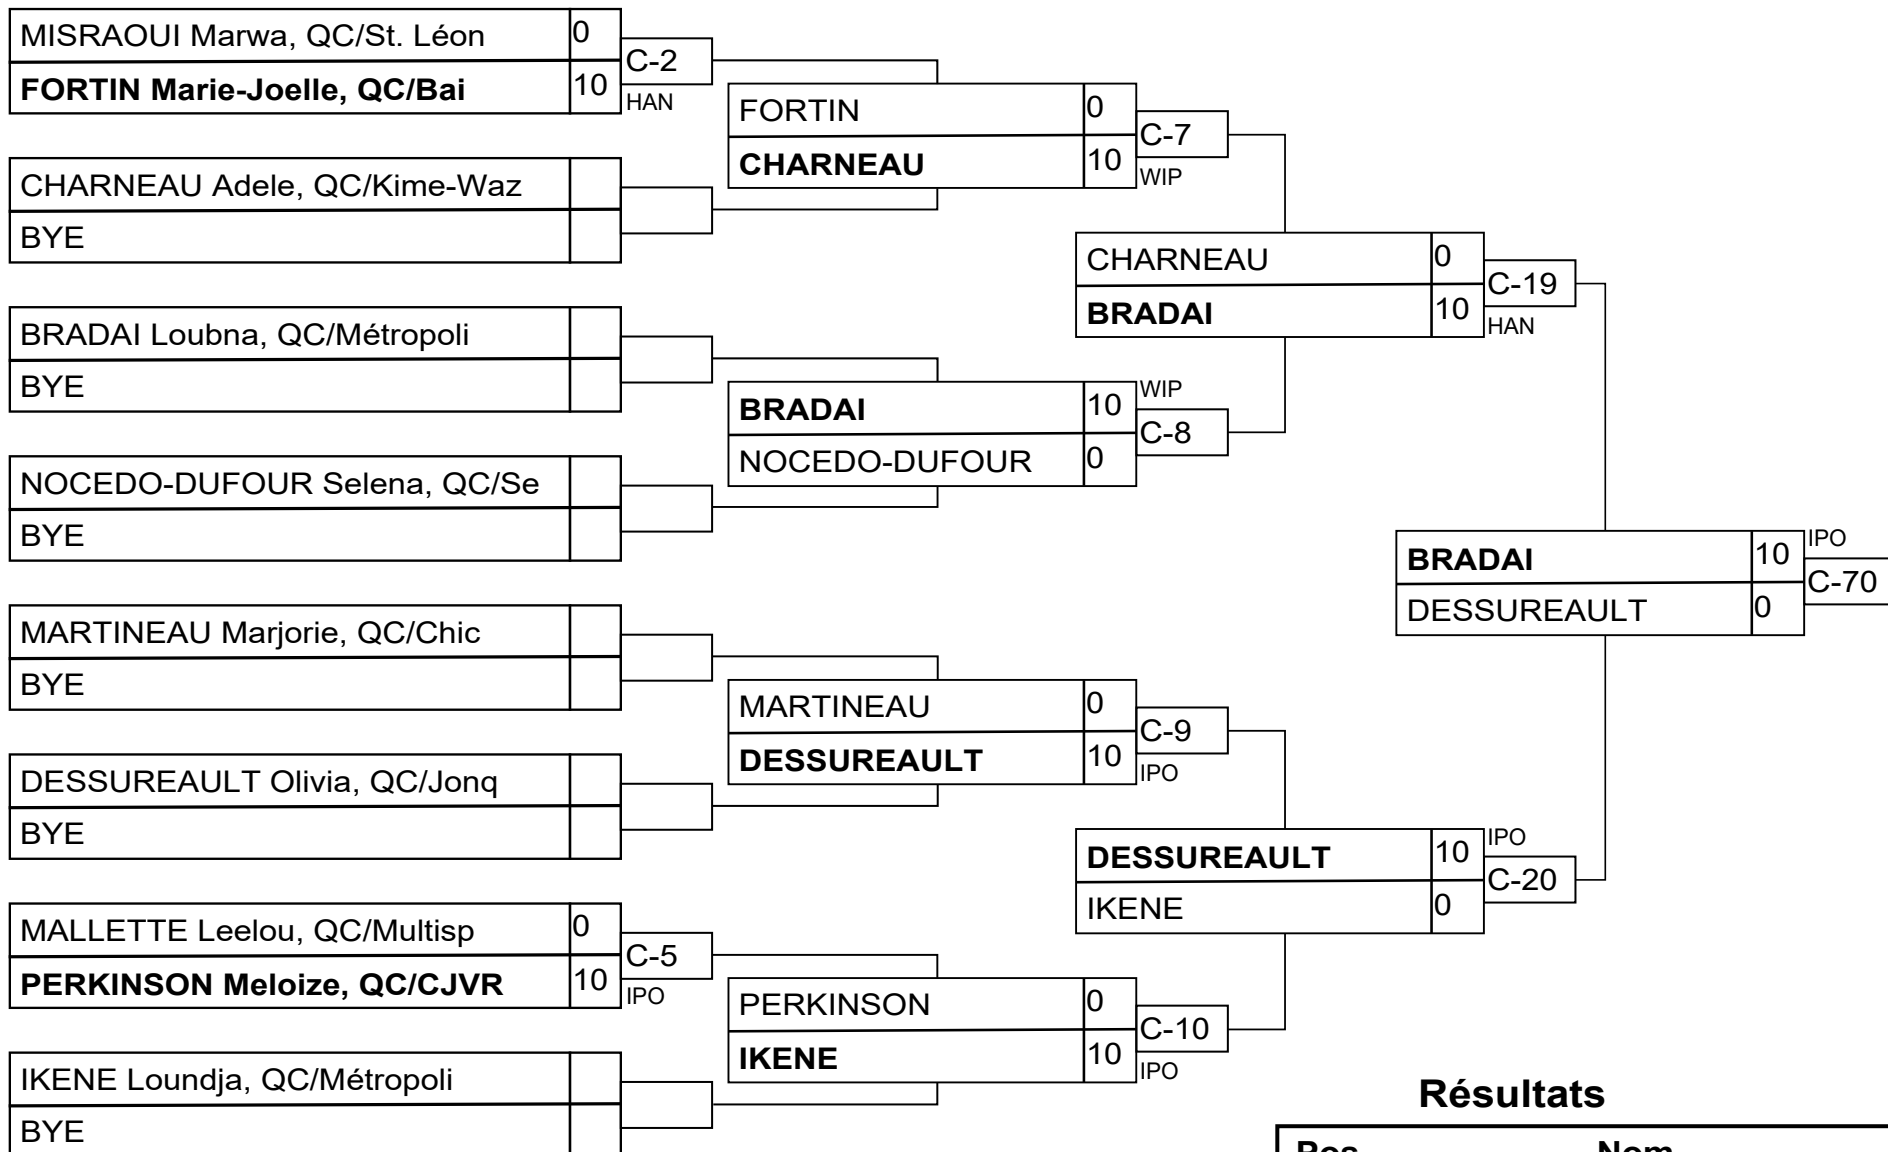 MISRAOUI Marwa, QC/St. Léon 0
FORTIN Marie-Joelle, QC/Bai 10
C-2
HAN
CHARNEAU Adele, QC/Kime-Waz
BYE
BRADAI Loubna, QC/Métropoli
BYE
NOCEDO-DUFOUR Selena, QC/Se
BYE
MARTINEAU Marjorie, QC/Chic
BYE
DESSUREAULT Olivia, QC/Jonq
BYE
MALLETTE Leelou, QC/Multisp 0
PERKINSON Meloize, QC/CJVR 10
C-5
IPO
IKENE Loundja, QC/Métropoli
BYE
FORTIN 0
CHARNEAU 10
C-7
WIP
BRADAI 10
NOCEDO-DUFOUR 0
WIP
C-8
MARTINEAU 0
DESSUREAULT 10
C-9
IPO
PERKINSON 0
IKENE 10
C-10
IPO
CHARNEAU 0
BRADAI 10
C-19
HAN
DESSUREAULT 10
IKENE 0
IPO
C-20
BRADAI 10
DESSUREAULT 0
IPO
C-70
Résultats
Pos Nom